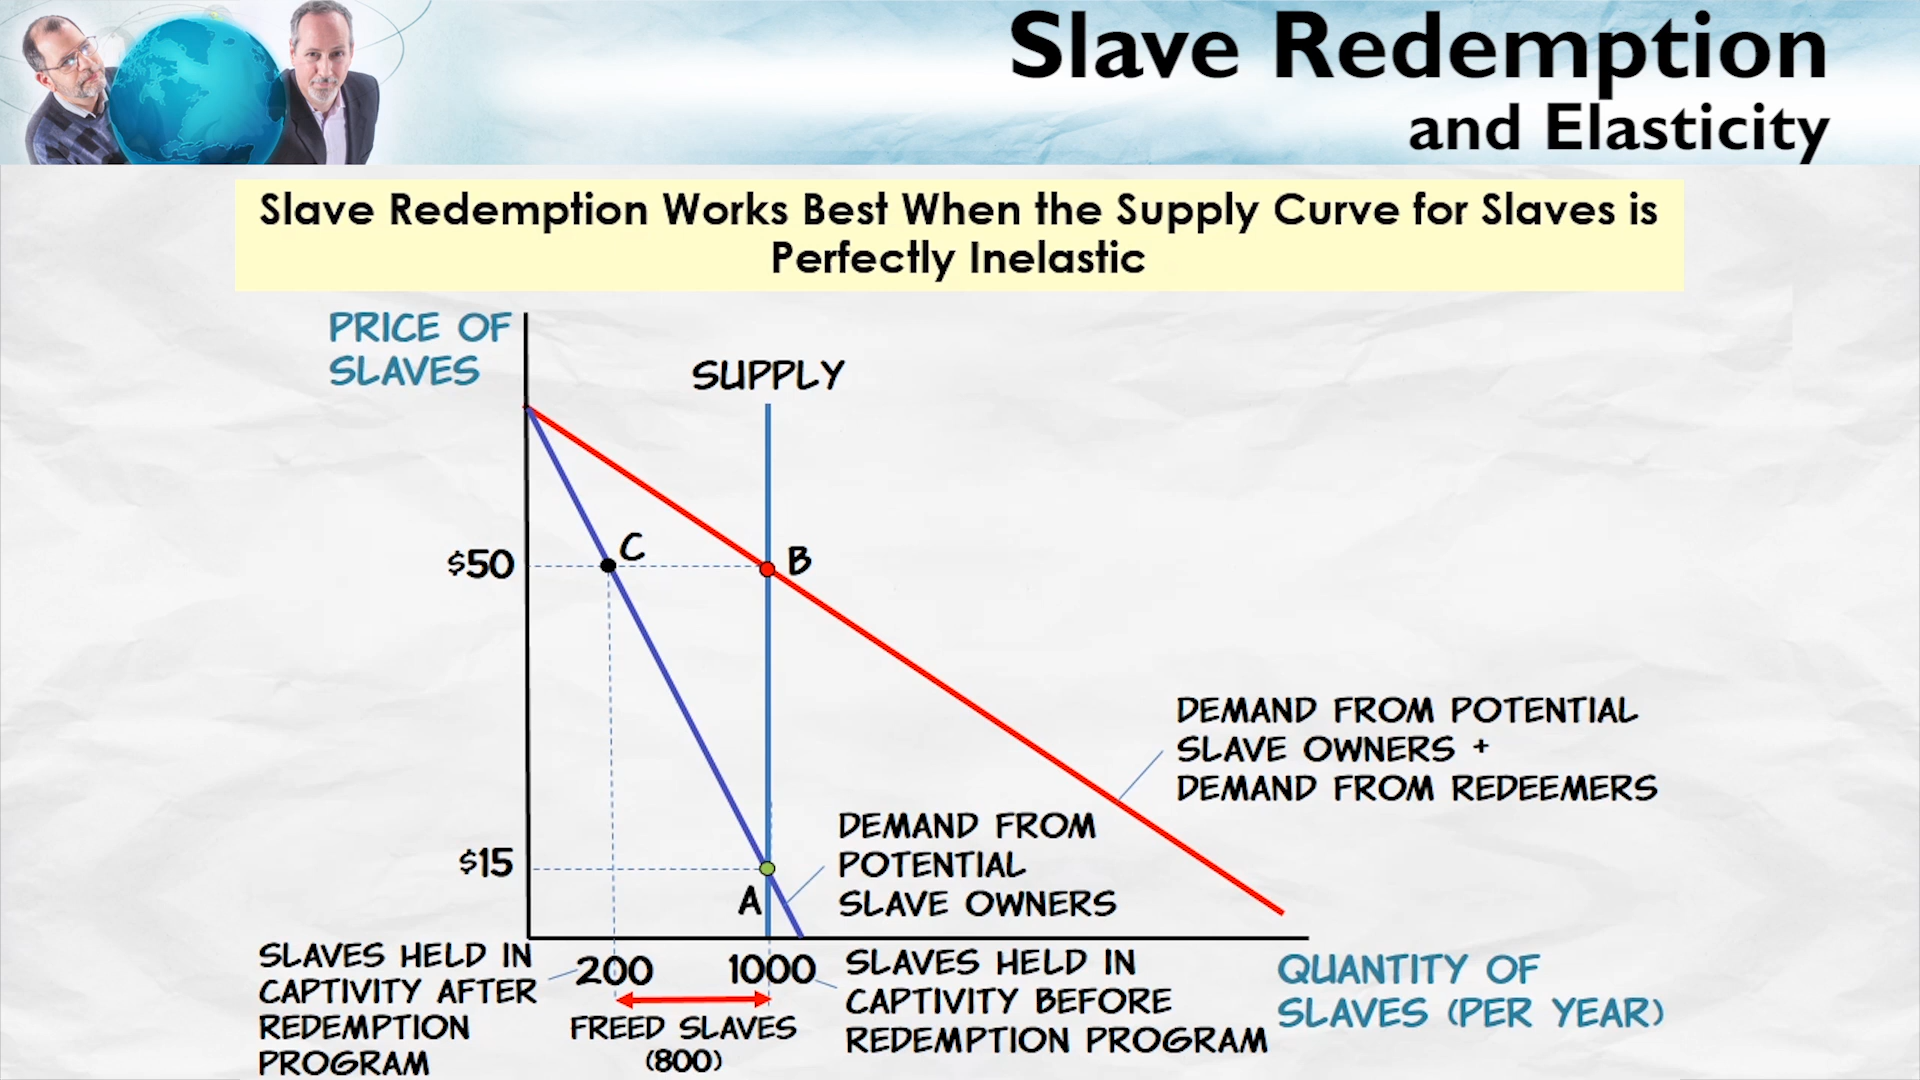 Slave Redemption
and Elasticity
Slave Redemption Works Best When the Supply Curve for Slaves is
Perfectly Inelastic
PRICE OF
SLAVES
SUPPLY
C
$50
B
DEMAND FROM POTENTIAL
SLAVE OWNERS +
DEMAND FROM REDEEMERS
DEMAND FROM
POTENTIAL
SLAVE OWNERS
$15
A
SLAVES HELD IN
CAPTIVITY AFTER
REDEMPTION
PROGRAM
200
1000
FREED SLAVES
(800)
SLAVES HELD IN
CAPTIVITY BEFORE
REDEMPTION PROGRAM
QUANTITY OF
SLAVES (PER YEAR)